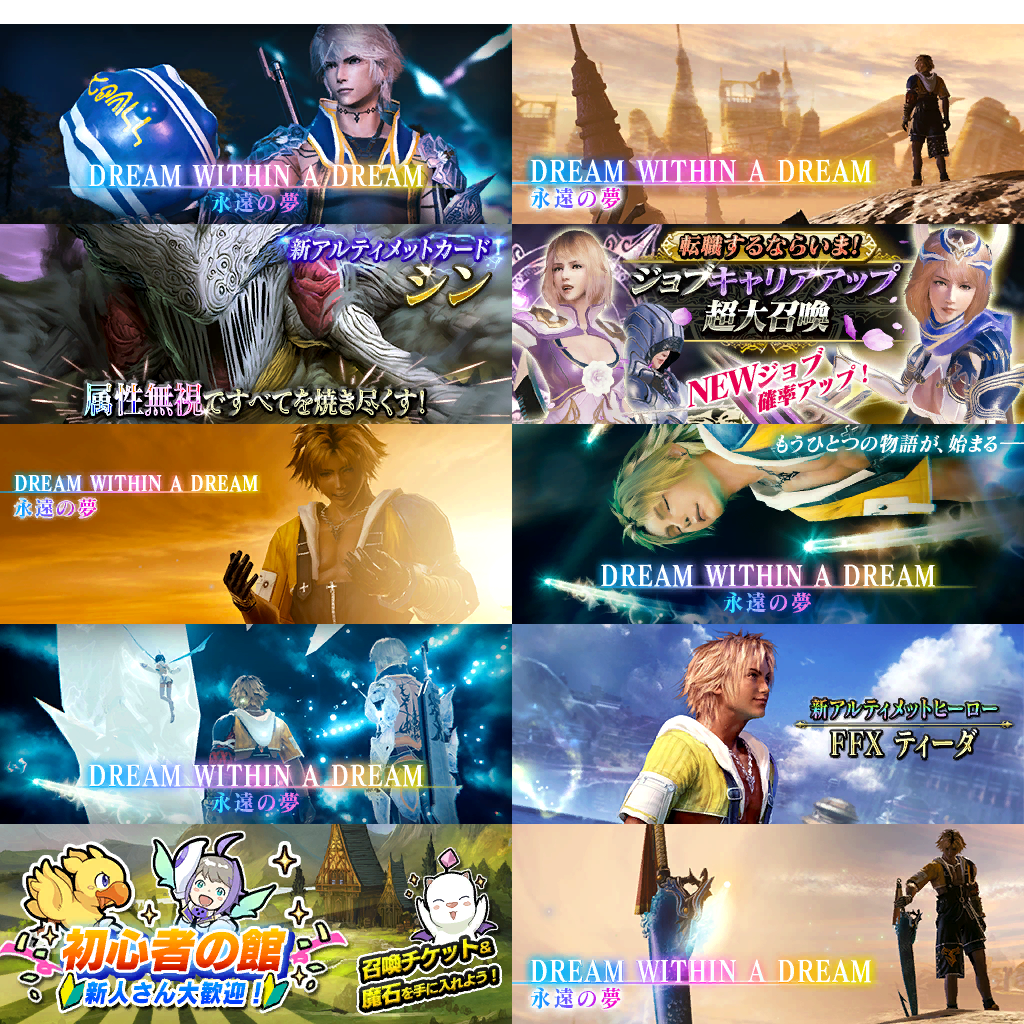 DREAM WITHIN A DREAM
永遠の夢
DREAM WITHIN A DREAM
永遠の夢
新アルティメットカード
シン
属性無視ですべてを焼き尽くす!
転職するならいま!
ジョブキャリアアップ
超大召喚
NEWジョブ
確率アップ!
DREAM WITHIN A DREAM
永遠の夢
もうひとつの物語が、始まる―
DREAM WITHIN A DREAM
永遠の夢
DREAM WITHIN A DREAM
永遠の夢
新アルティメットヒーロー
FFX ティーダ
初心者の館
新人さん大歓迎!
召喚チケット&
魔石を手に入れよう!
DREAM WITHIN A DREAM
永遠の夢